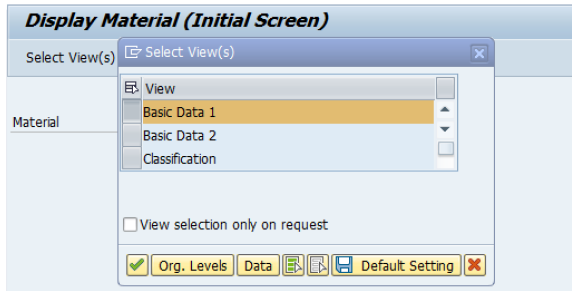 Display Material (Initial Screen)
Select View(s)
Select View(s)
View
Basic Data 1
Basic Data 2
Material
Classification
View selection only on request
Org. Levels Data Default Setting